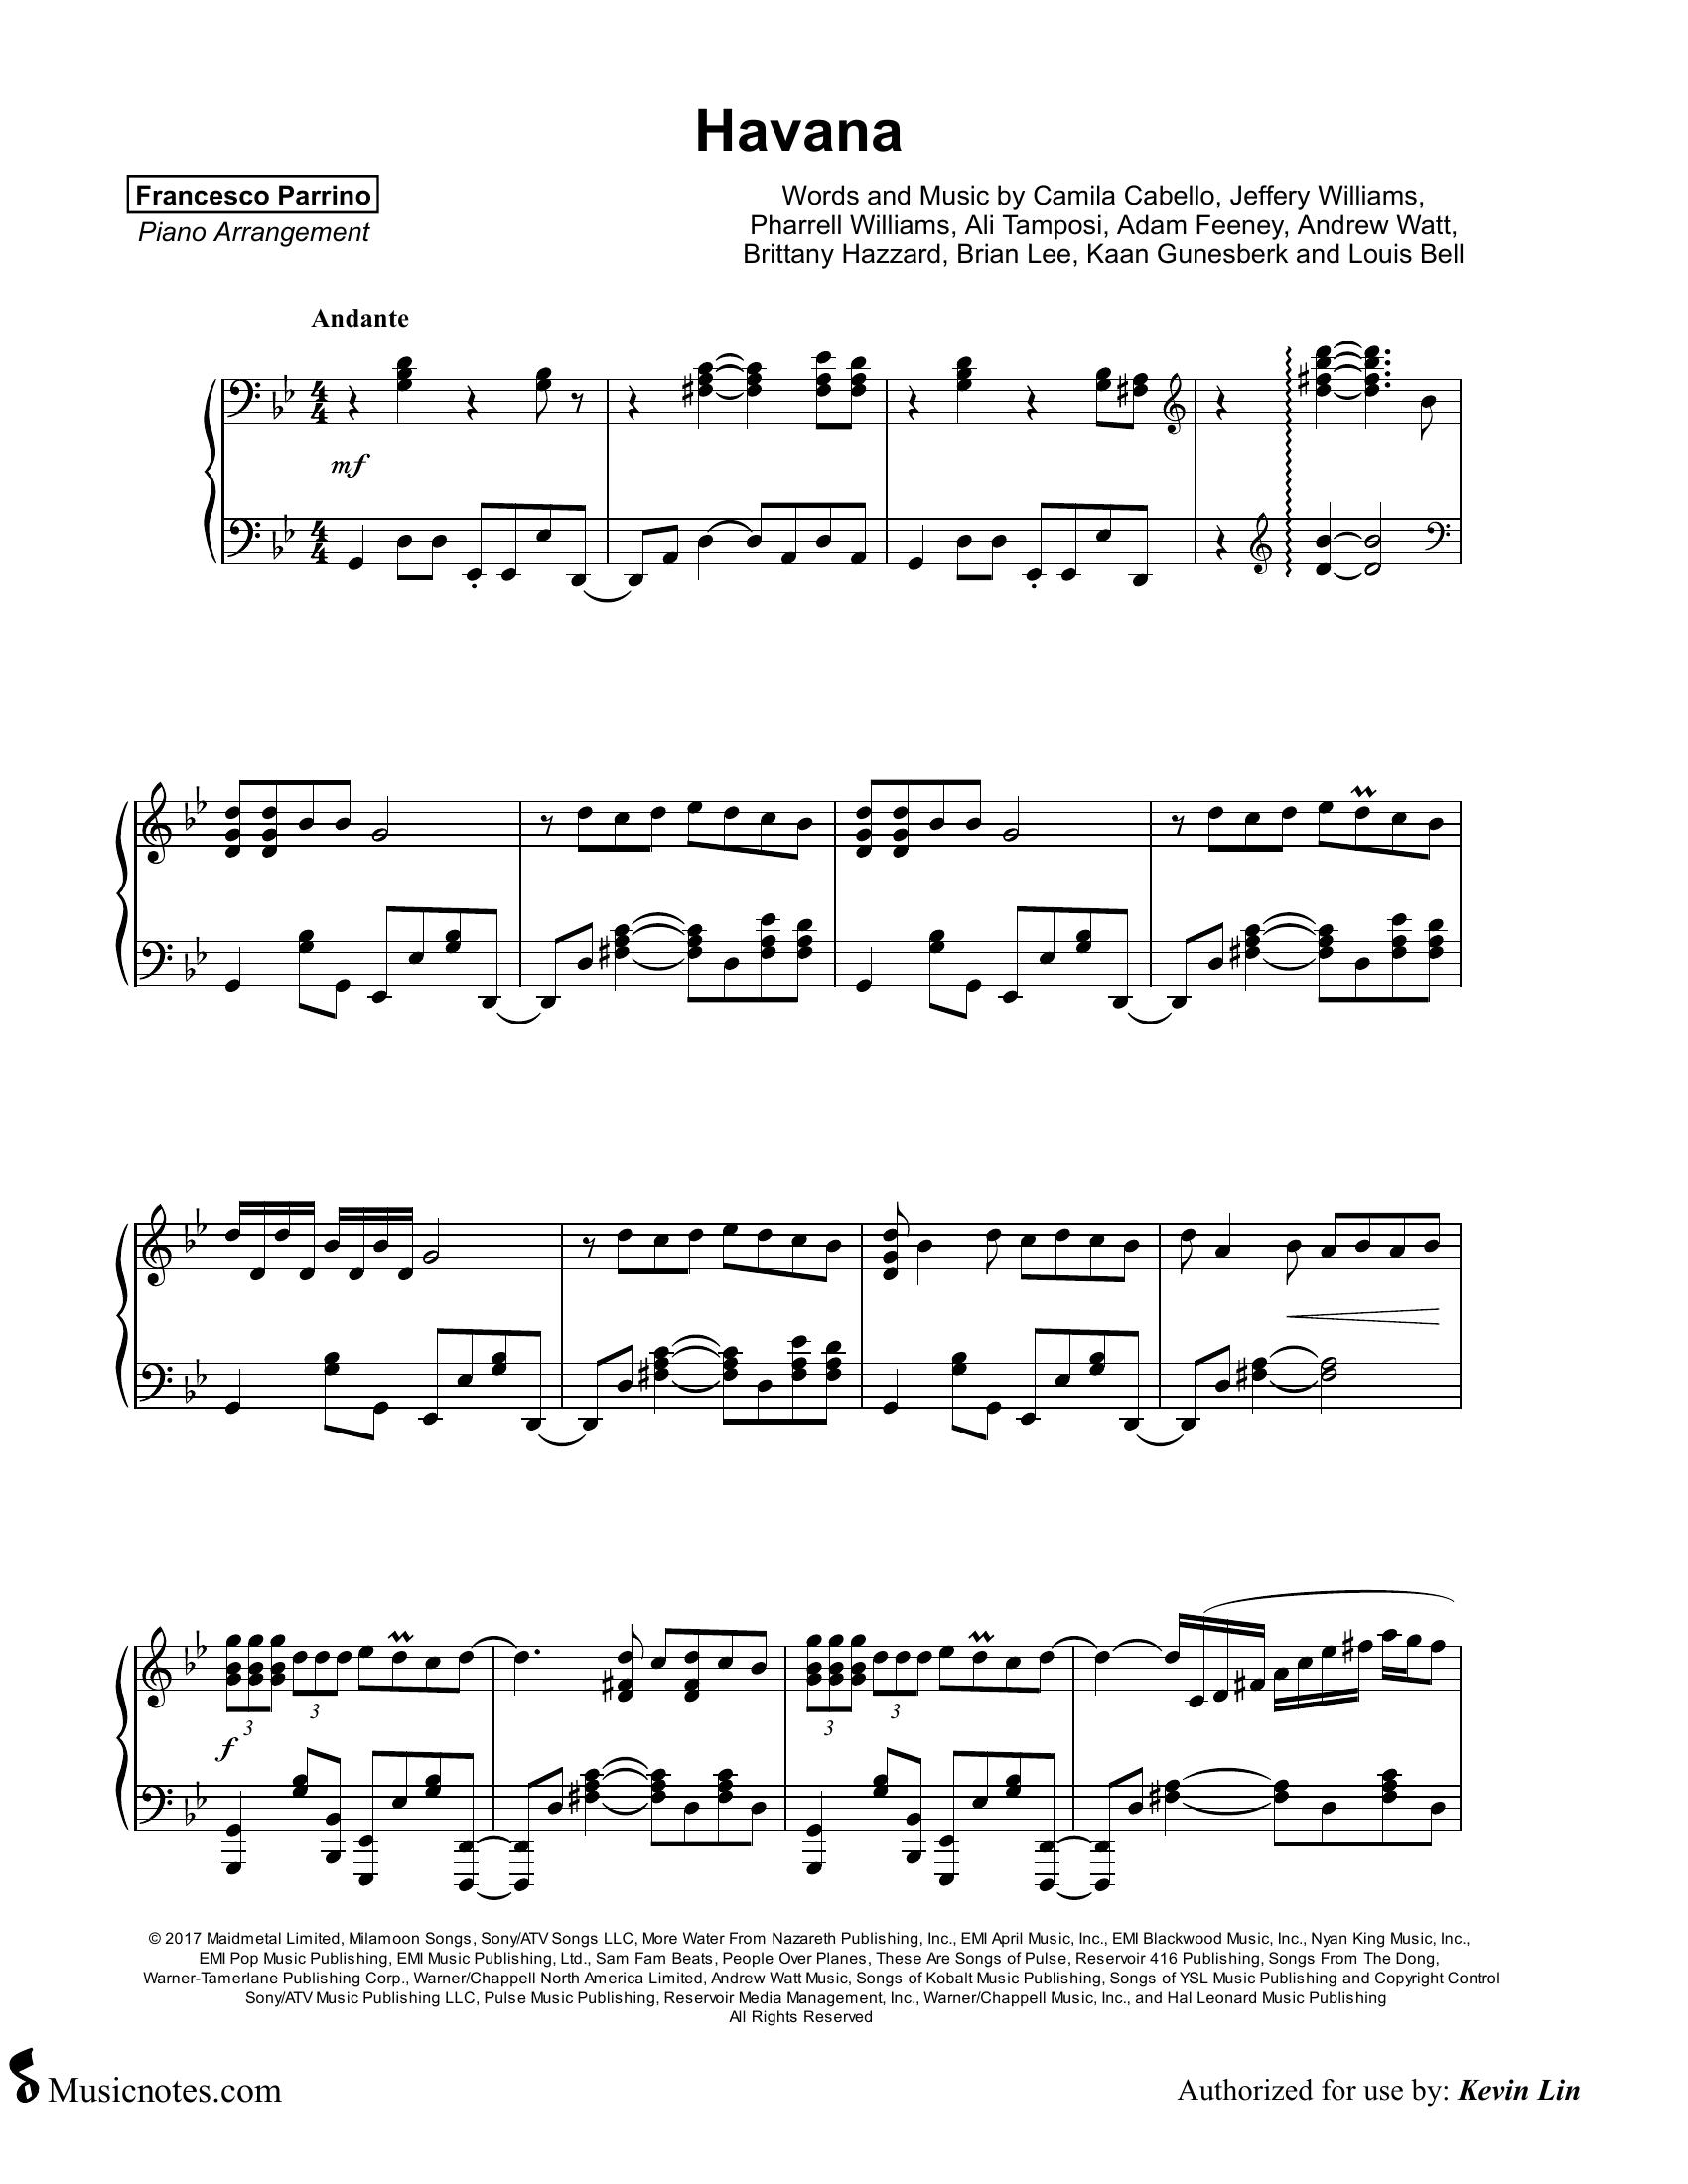 Havana
Francesco Parrino
Piano Arrangement
Words and Music by Camila Cabello, Jeffery Williams,
Pharrell Williams, Ali Tamposi, Adam Feeney, Andrew Watt,
Brittany Hazzard, Brian Lee, Kaan Gunesberk and Louis Bell
Andante
4 4
mf
4 4
3 3 3 3
f
© 2017 Maidmetal Limited, Milamoon Songs, Sony/ATV Songs LLC, More Water From Nazareth Publishing, Inc., EMI April Music, Inc., EMI Blackwood Music, Inc., Nyan King Music, Inc.,
EMI Pop Music Publishing, EMI Music Publishing, Ltd., Sam Fam Beats, People Over Planes, These Are Songs of Pulse, Reservoir 416 Publishing, Songs From The Dong,
Warner-Tamerlane Publishing Corp., Warner/Chappell North America Limited, Andrew Watt Music, Songs of Kobalt Music Publishing, Songs of YSL Music Publishing and Copyright Control
Sony/ATV Music Publishing LLC, Pulse Music Publishing, Reservoir Media Management, Inc., Warner/Chappell Music, Inc., and Hal Leonard Music Publishing
All Rights Reserved
Musicnotes.com
Authorized for use by: Kevin Lin